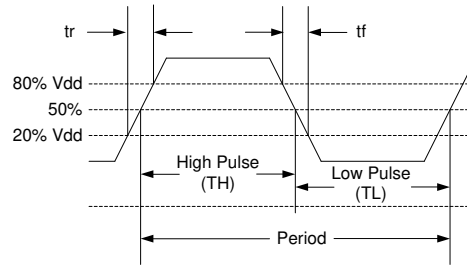 tr
tf
80% Vdd
50%
20% Vdd
High Pulse
(TH)
Low Pulse
(TL)
Period